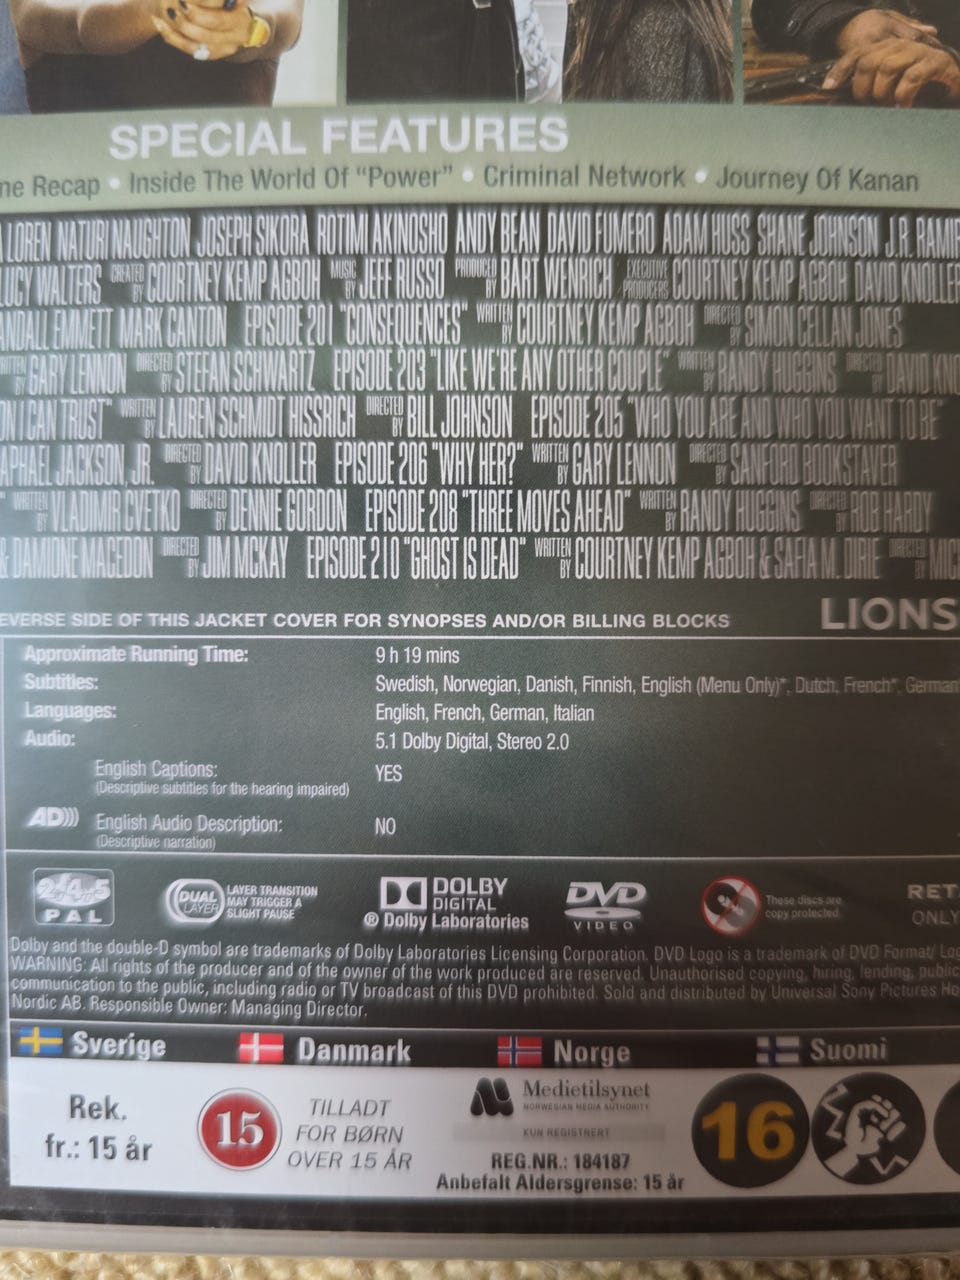 SPECIAL FEATURES
ne Recap • Inside The World Of “Power” • Criminal Network • Journey Of Kanan
LOREN NATURI NAUGHTON JOSEPH SIKORA ROTIMI AKINOSHO ANDY BEAN DAVID FUMERO ADAM HUSS SHANE JOHNSON J.R. RAMIR
UCY WALTERS CREATED BY COURTNEY KEMP AGBOH MUSIC BY JEFF RUSSO PRODUCED BY BART WENRICH EXECUTIVE PRODUCERS COURTNEY KEMP AGBOH DAVID KNOLLER
ANDALL EMMETT MARK CANTON EPISODE 201 "CONSEQUENCES" WRITTEN BY COURTNEY KEMP AGBOH DIRECTED BY SIMON CELLAN JONES
WRITTEN BY GARY LENNON DIRECTED BY STEFAN SCHWARTZ EPISODE 203 "LIKE WE'RE ANY OTHER COUPLE" WRITTEN BY RANDY HUGGINS DIRECTED BY DAVID KNO
ON I CAN TRUST" WRITTEN BY LAUREN SCHMIDT HISSRICH DIRECTED BY BILL JOHNSON EPISODE 205 "WHO YOU ARE AND WHO YOU WANT TO BE"
APHAEL JACKSON, JR. DIRECTED BY DAVID KNOLLER EPISODE 206 "WHY HER?" WRITTEN BY GARY LENNON DIRECTED BY SANFORD BOOKSTAVER
" WRITTEN BY VLADIMIR CVETKO DIRECTED BY DENNIE GORDON EPISODE 208 "THREE MOVES AHEAD" WRITTEN BY RANDY HUGGINS DIRECTED BY ROB HARDY
& DAMIONE MACEDON DIRECTED BY JIM MCKAY EPISODE 210 "GHOST IS DEAD" WRITTEN BY COURTNEY KEMP AGBOH & SAFIA M. DIRIE DIRECTED BY MIC
EVERSE SIDE OF THIS JACKET COVER FOR SYNOPSES AND/OR BILLING BLOCKS
LIONS
Approximate Running Time: 9 h 19 mins
Subtitles: Swedish, Norwegian, Danish, Finnish, English (Menu Only)*, Dutch, French*, German
Languages: English, French, German, Italian
Audio: 5.1 Dolby Digital, Stereo 2.0
English Captions: YES
(Descriptive subtitles for the hearing impaired)
AD))) English Audio Description: NO
(Descriptive narration)
2,4,5
PAL
DUAL LAYER
LAYER TRANSITION
MAY TRIGGER A
SLIGHT PAUSE
DOLBY
DIGITAL
® Dolby Laboratories
DVD
VIDEO
These discs are
copy protected
RET
ONLY
Dolby and the double-D symbol are trademarks of Dolby Laboratories Licensing Corporation. DVD Logo is a trademark of DVD Format/ Log
WARNING: All rights of the producer and of the owner of the work produced are reserved. Unauthorised copying, hiring, lending, public
communication to the public, including radio or TV broadcast of this DVD prohibited. Sold and distributed by Universal Sony Pictures Ho
Nordic AB. Responsible Owner: Managing Director.
Sverige Danmark Norge Suomi
Rek.
fr.: 15 år
15
TILLADT
FOR BØRN
OVER 15 ÅR
Medietilsynet
NORWEGIAN MEDIA AUTHORITY
KUN REGISTRERT
REG.NR.: 184187
Anbefalt Aldersgrense: 15 år
16